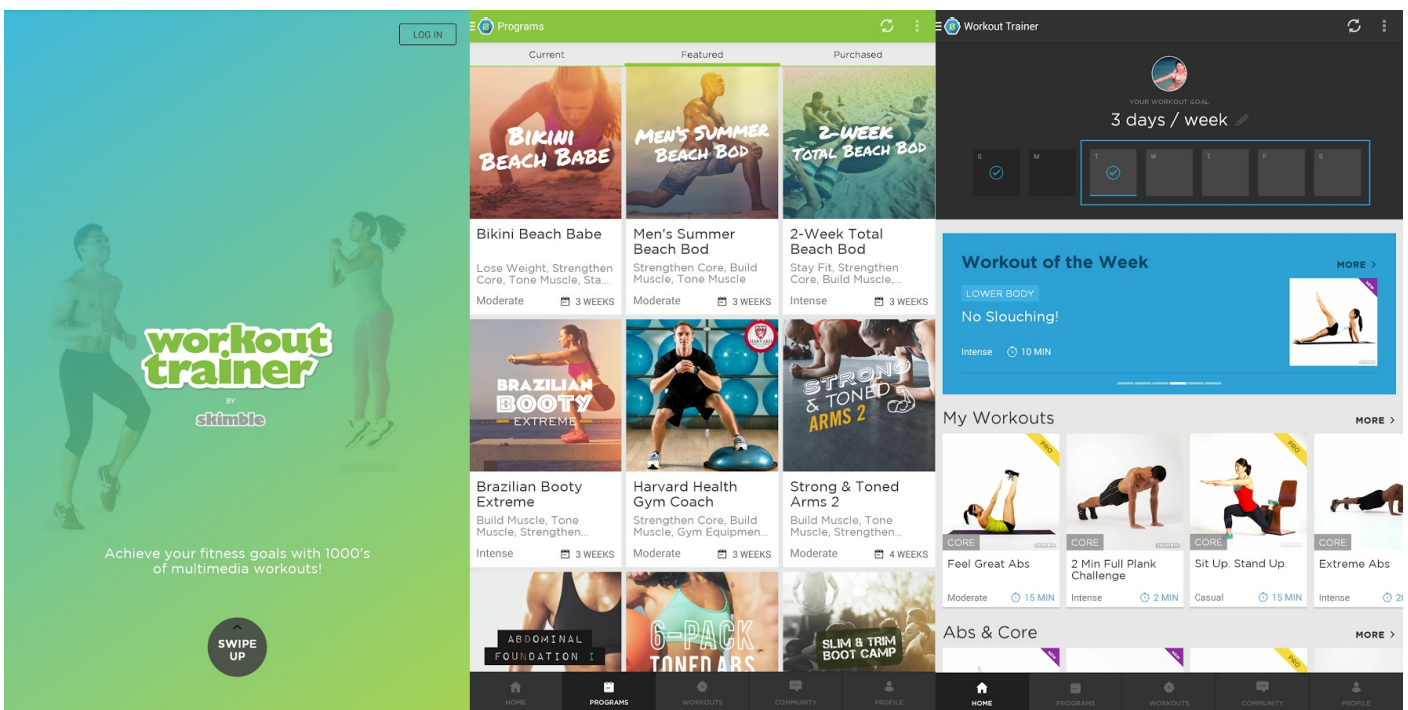 LOG IN
workout
trainer
BY
skimble
Achieve your fitness goals with 1000's
of multimedia workouts!
SWIPE
UP
Programs
Current
Featured
Purchased
BIKINI
BEACH BABE
MEN'S SUMMER
BEACH BOD
2-WEEK
TOTAL BEACH BOD
Bikini Beach Babe
Lose Weight, Strengthen
Core, Tone Muscle, Sta...
Moderate
3 WEEKS
Men's Summer
Beach Bod
Strengthen Core, Build
Muscle, Tone Muscle
Moderate
3 WEEKS
2-Week Total
Beach Bod
Stay Fit, Strengthen
Core, Build Muscle,...
Intense
3 WEEKS
BRAZILIAN
BOOTY
EXTREME
HARVARD
STRONG
& TONED
ARMS 2
Brazilian Booty
Extreme
Build Muscle, Tone
Muscle, Strengthen...
Intense
3 WEEKS
Harvard Health
Gym Coach
Strengthen Core, Build
Muscle, Gym Equipmen...
Moderate
3 WEEKS
Strong & Toned
Arms 2
Build Muscle, Tone
Muscle, Strengthen...
Moderate
4 WEEKS
ABDOMINAL
FOUNDATION I
6-PACK
TONED ABS
SLIM & TRIM
BOOT CAMP
HOME
PROGRAMS
WORKOUTS
COMMUNITY
PROFILE
Workout Trainer
YOUR WORKOUT GOAL
3 days / week
S
M
T
W
T
F
S
Workout of the Week
MORE >
LOWER BODY
No Slouching!
Intense
10 MIN
NEW
My Workouts
MORE >
PRO
PRO
CORE
CORE
CORE
CORE
Feel Great Abs
Moderate
15 MIN
2 Min Full Plank
Challenge
Intense
2 MIN
Sit Up. Stand Up.
Casual
15 MIN
Extreme Abs
Intense
Abs & Core
MORE >
NEW
NEW
PRO
HOME
PROGRAMS
WORKOUTS
COMMUNITY
PROFILE